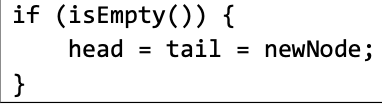 if (isEmpty()) {
    head = tail = newNode;
}